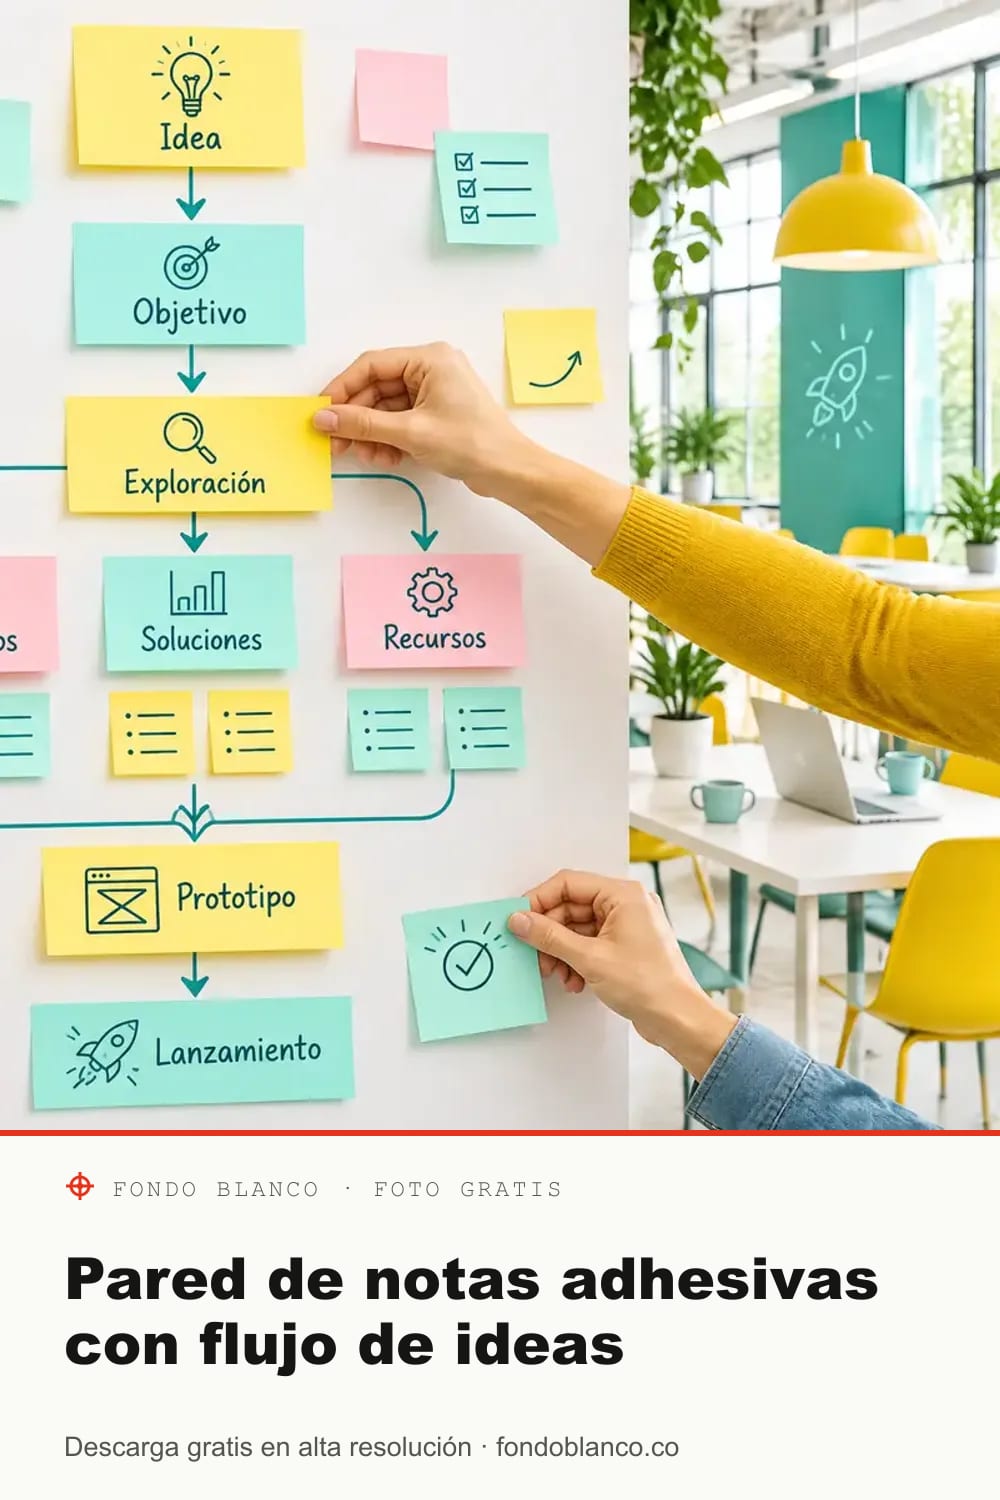 Idea
Objetivo
Exploración
os
Soluciones
Recursos
Prototipo
Lanzamiento
FONDO BLANCO · FOTO GRATIS
Pared de notas adhesivas
con flujo de ideas
Descarga gratis en alta resolución · fondoblanco.co